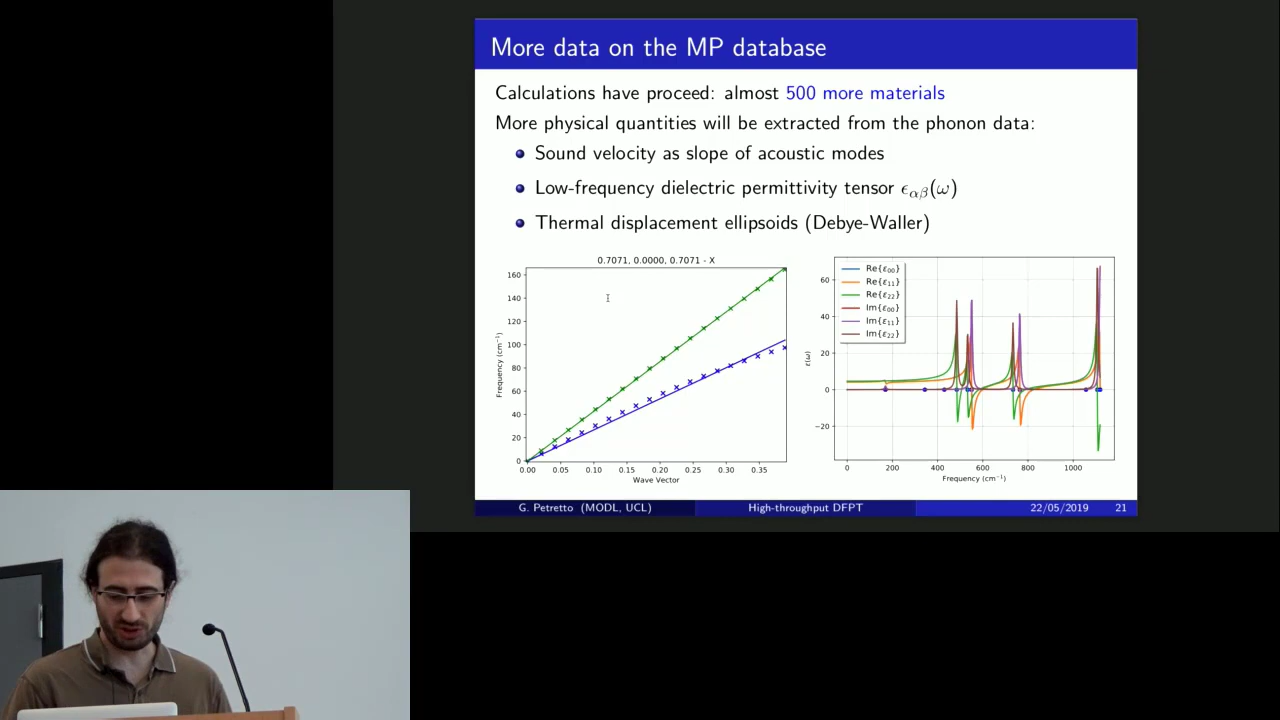 More data on the MP database
Calculations have proceed: almost 500 more materials
More physical quantities will be extracted from the phonon data:
Sound velocity as slope of acoustic modes
Low-frequency dielectric permittivity tensor ϵαβ(ω)
Thermal displacement ellipsoids (Debye-Waller)
0.7071, 0.0000, 0.7071 - X
160
140
120
100
80
60
40
20
0
Frequency (cm⁻¹)
0.00 0.05 0.10 0.15 0.20 0.25 0.30 0.35
Wave Vector
Re{ε00}
Re{ε11}
Re{ε22}
Im{ε00}
Im{ε11}
Im{ε22}
60
40
20
0
−20
ε(ω)
0 200 400 600 800 1000
Frequency (cm⁻¹)
G. Petretto (MODL, UCL) High-throughput DFPT 22/05/2019 21